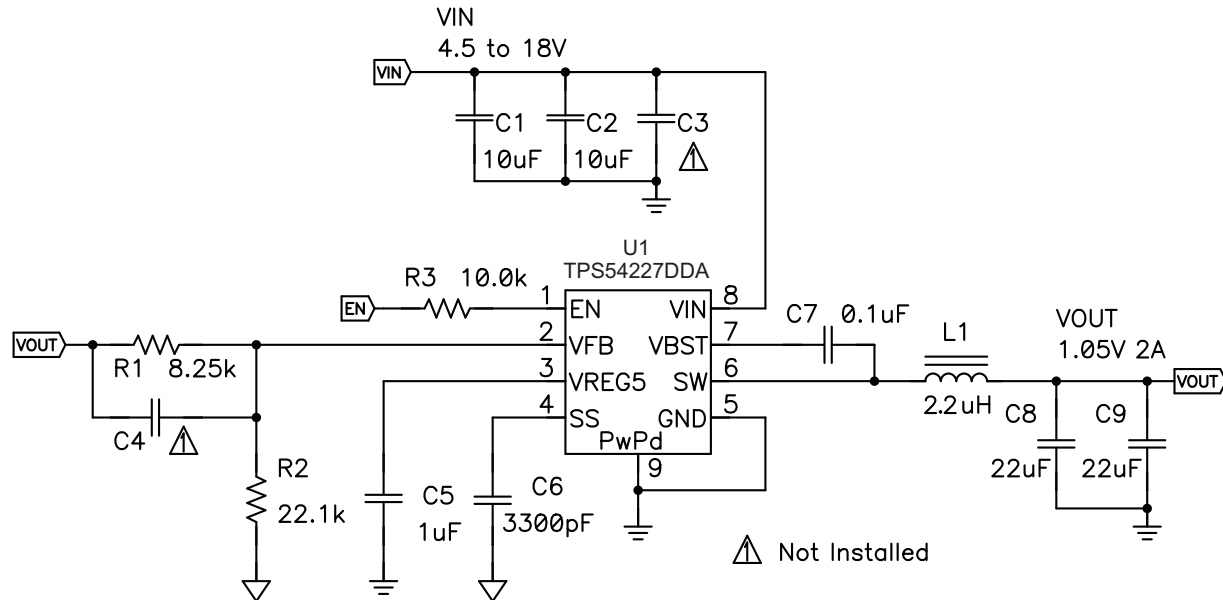 VIN
4.5 to 18V
VIN
C1
C2
C3
10uF
10uF
1
U1
TPS54227DDA
R3 10.0k
EN
1
EN
VIN
8
C7 0.1uF
VOUT
1.05V 2A
VOUT
2
VFB
VBST
7
L1
R1 8.25k
3
VREG5
SW
6
2.2uH
VOUT
C4
1
4
SS
GND
5
C8
C9
PwPd
9
22uF
22uF
R2
22.1k
C5
1uF
C6
3300pF
1 Not Installed